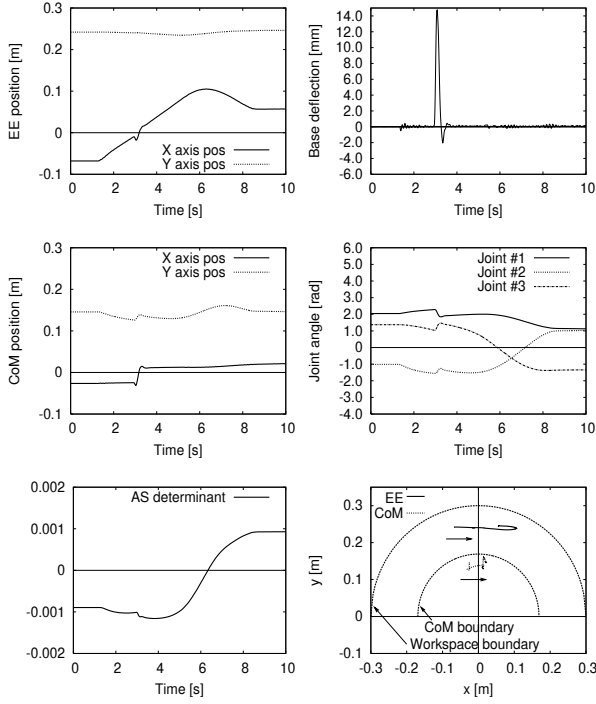 0.3
0.2
0.1
0
-0.1
0 2 4 6 8 10
EE position [m]
Time [s]
X axis pos
Y axis pos
14.0
12.0
10.0
8.0
6.0
4.0
2.0
0
-2.0
-4.0
-6.0
0 2 4 6 8 10
Base deflection [mm]
Time [s]
0.3
0.2
0.1
0
-0.1
0 2 4 6 8 10
CoM position [m]
Time [s]
X axis pos
Y axis pos
6.0
5.0
4.0
3.0
2.0
1.0
0
-1.0
-2.0
-3.0
-4.0
0 2 4 6 8 10
Joint angle [rad]
Time [s]
Joint #1
Joint #2
Joint #3
0.002
0.001
0
-0.001
-0.002
0 2 4 6 8 10
Time [s]
AS determinant
0.3
0.2
0.1
0
-0.1
-0.3 -0.2 -0.1 0 0.1 0.2 0.3
y [m]
x [m]
EE
CoM
CoM boundary
Workspace boundary